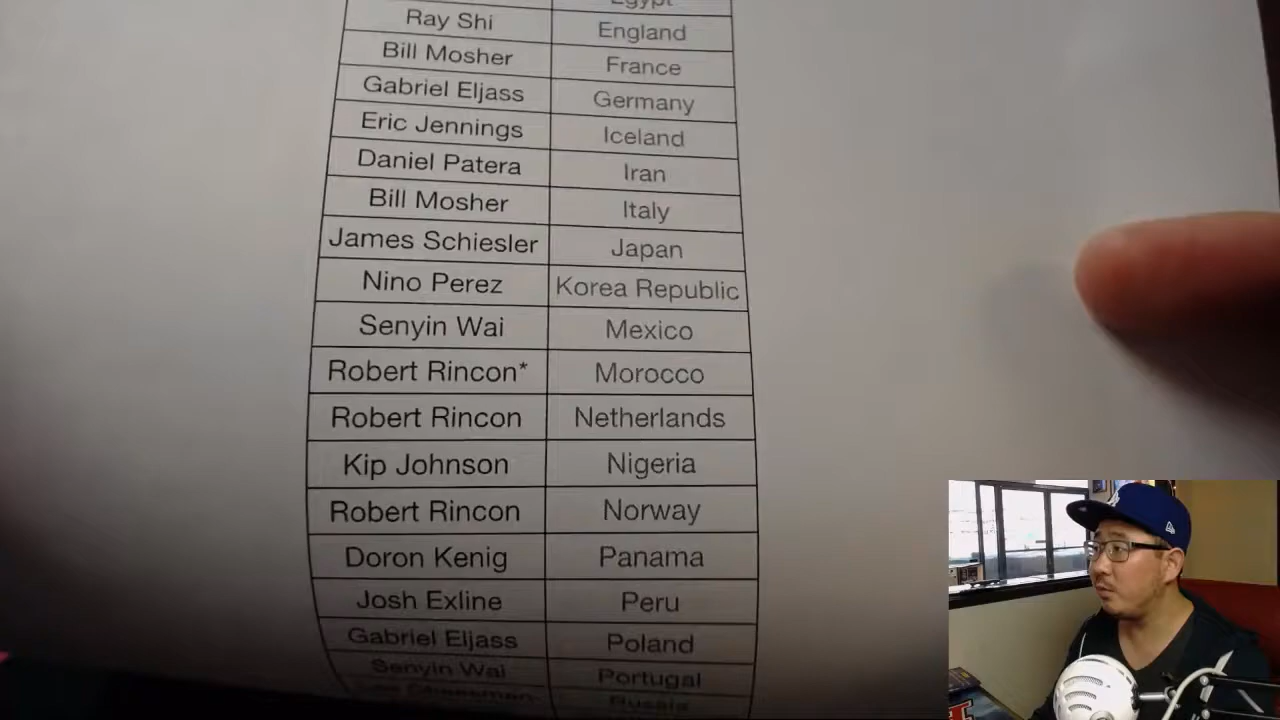 Egypt
Ray Shi England
Bill Mosher France
Gabriel Eljass Germany
Eric Jennings Iceland
Daniel Patera Iran
Bill Mosher Italy
James Schiesler Japan
Nino Perez Korea Republic
Senyin Wai Mexico
Robert Rincon* Morocco
Robert Rincon Netherlands
Kip Johnson Nigeria
Robert Rincon Norway
Doron Kenig Panama
Josh Exline Peru
Gabriel Eljass Poland
Senyin Wai Portugal
Russia